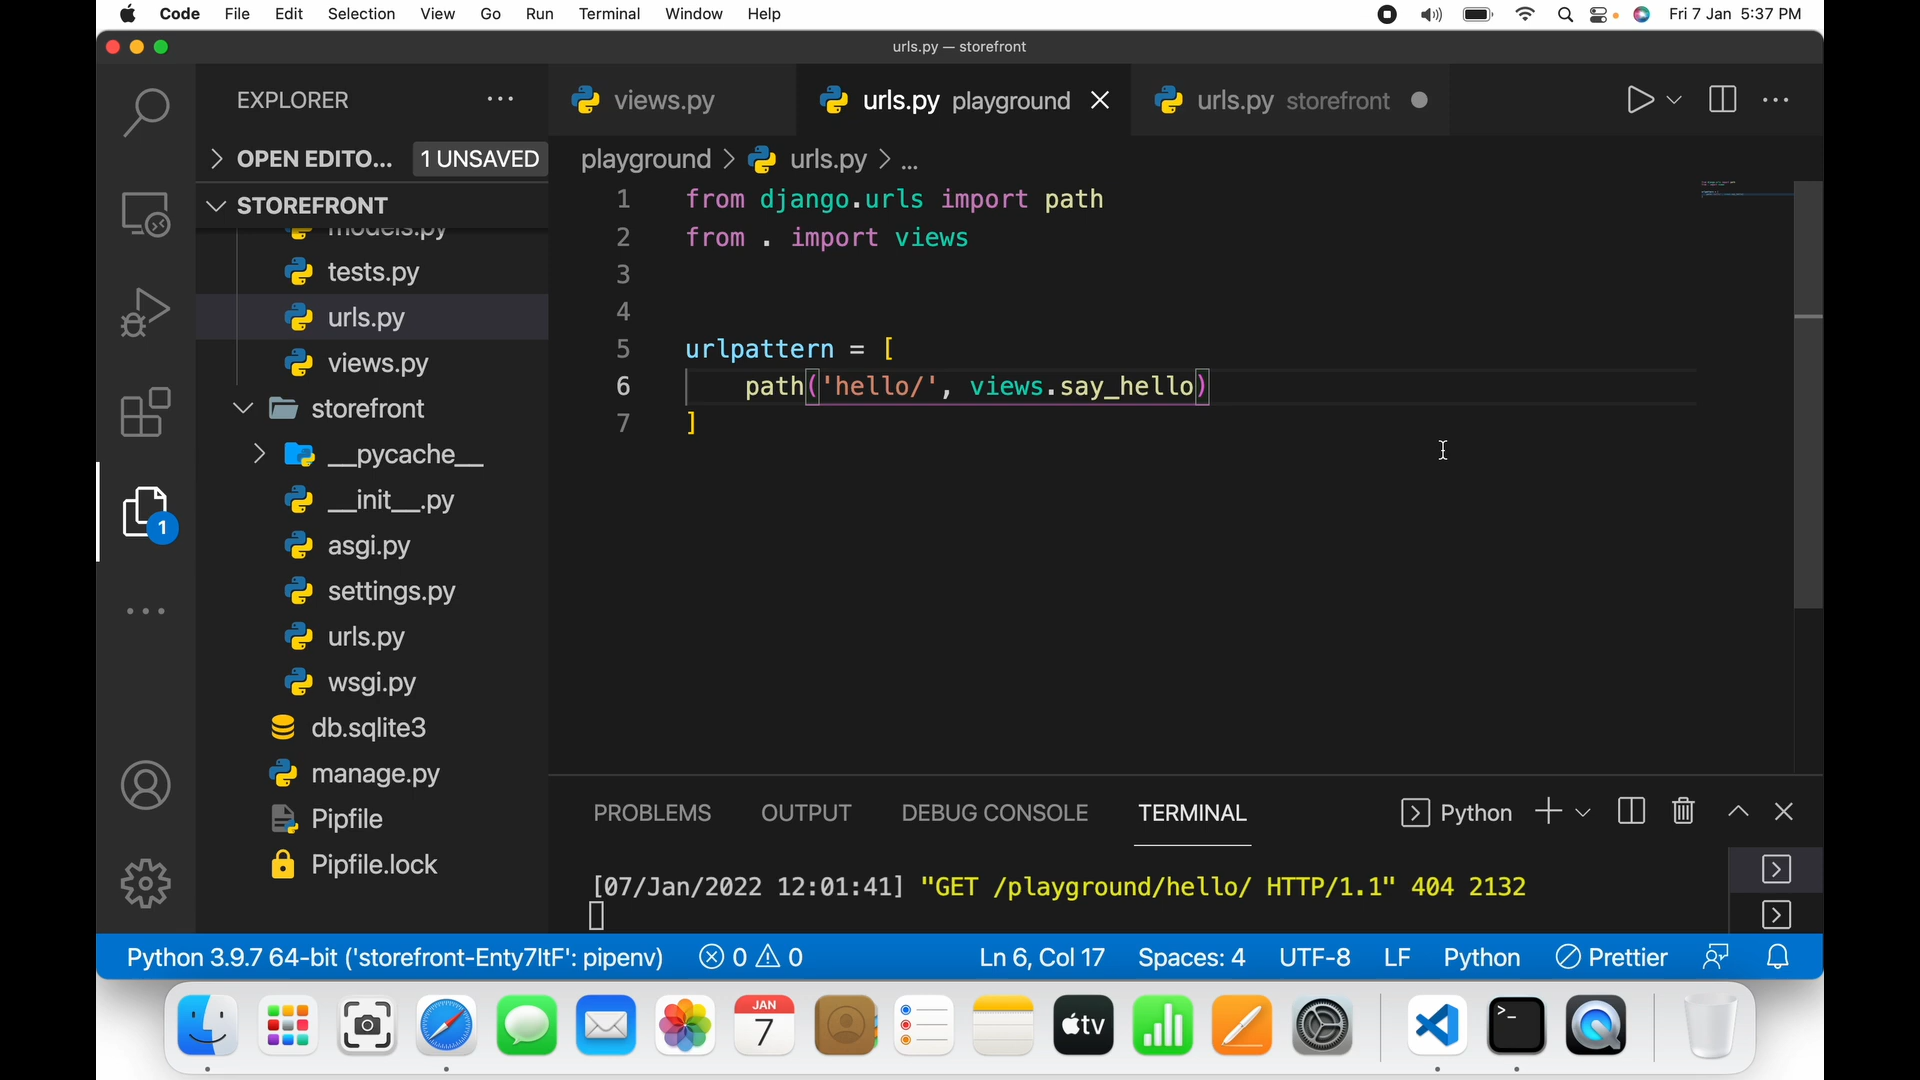 Code File Edit Selection View Go Run Terminal Window Help Fri 7 Jan 5:37 PM
urls.py — storefront
EXPLORER
views.py
urls.py playground
urls.py storefront
OPEN EDITO... 1 UNSAVED
playground > urls.py > ...
STOREFRONT
models.py
tests.py
urls.py
views.py
storefront
__pycache__
__init__.py
asgi.py
settings.py
urls.py
wsgi.py
db.sqlite3
manage.py
Pipfile
Pipfile.lock
1
1 from django.urls import path
2 from . import views
3
4
5 urlpattern = [
6 path('hello/', views.say_hello)
7 ]
PROBLEMS OUTPUT DEBUG CONSOLE TERMINAL Python
[07/Jan/2022 12:01:41] "GET /playground/hello/ HTTP/1.1" 404 2132
Python 3.9.7 64-bit ('storefront-Enty7ltF': pipenv) 0 0 Ln 6, Col 17 Spaces: 4 UTF-8 LF Python Prettier
JAN
7
tv
>_